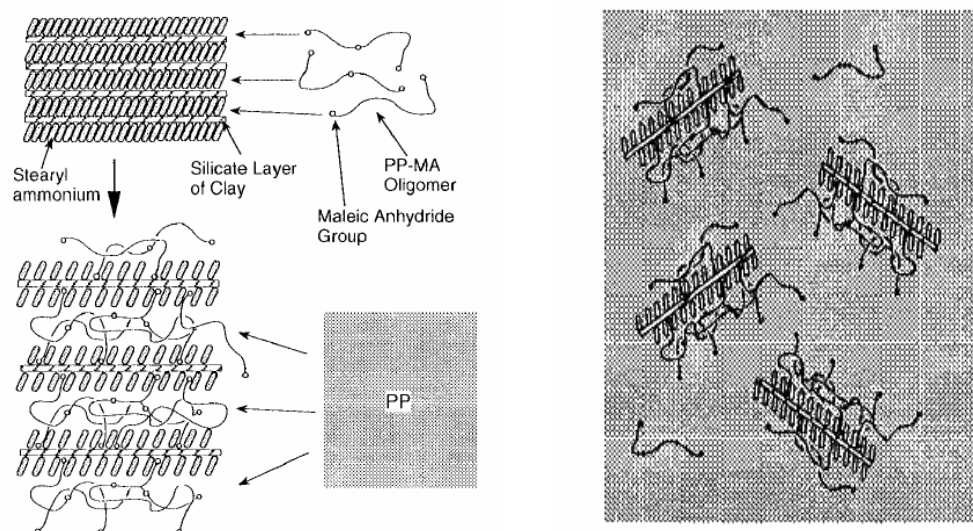 Stearyl
ammonium
Silicate Layer
of Clay
PP-MA
Oligomer
Maleic Anhydride
Group
PP